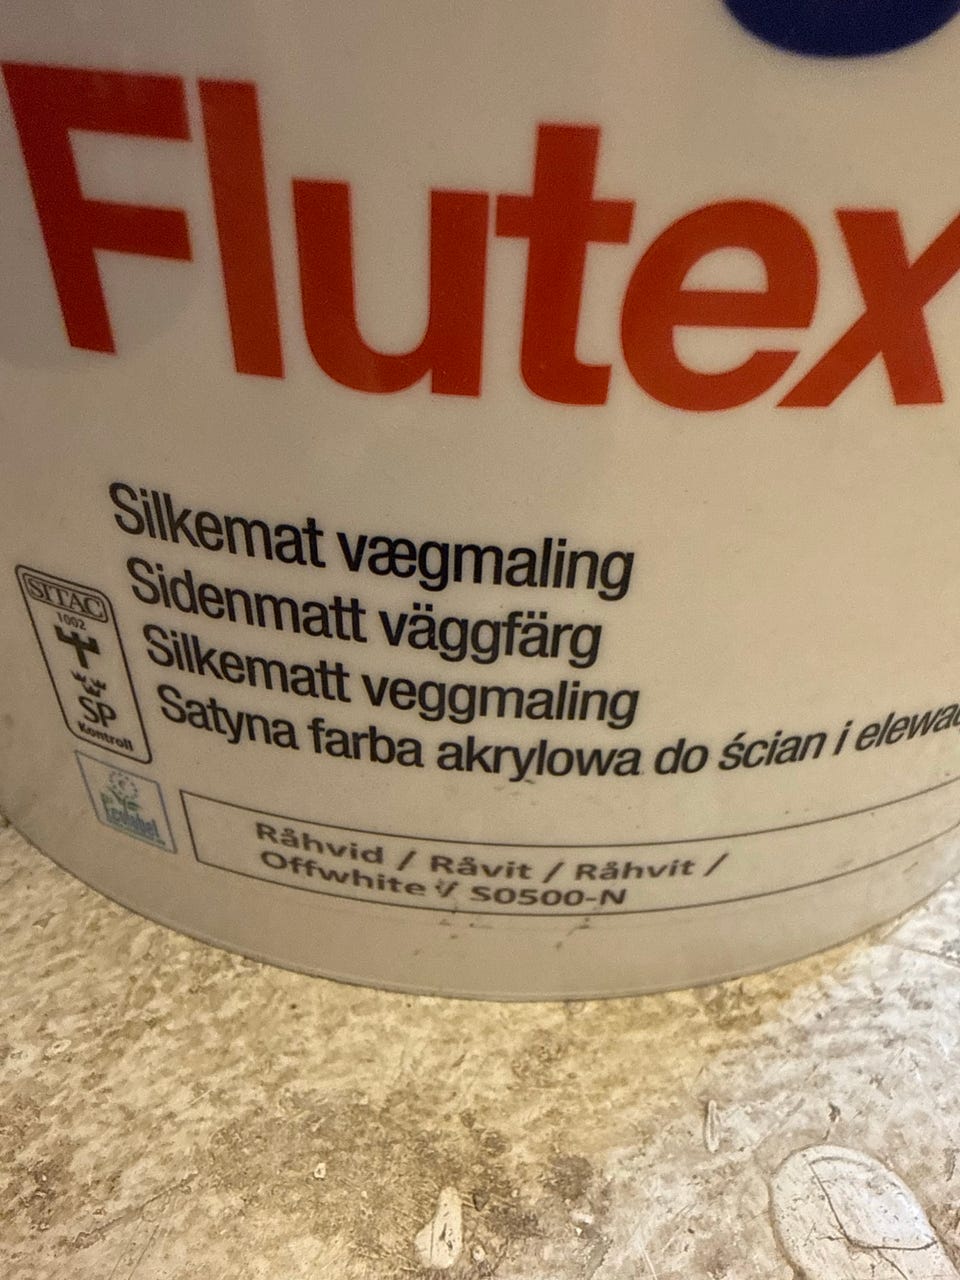 Flutex
Silkemat vægmaling
Sidenmatt väggfärg
Silkematt veggmaling
Satyna farba akrylowa do ścian i
SITAC
1002
SP
Kontroll
Ecolabel
Råhvid / Råvit / Råhvit /
Offwhite / S0500-N